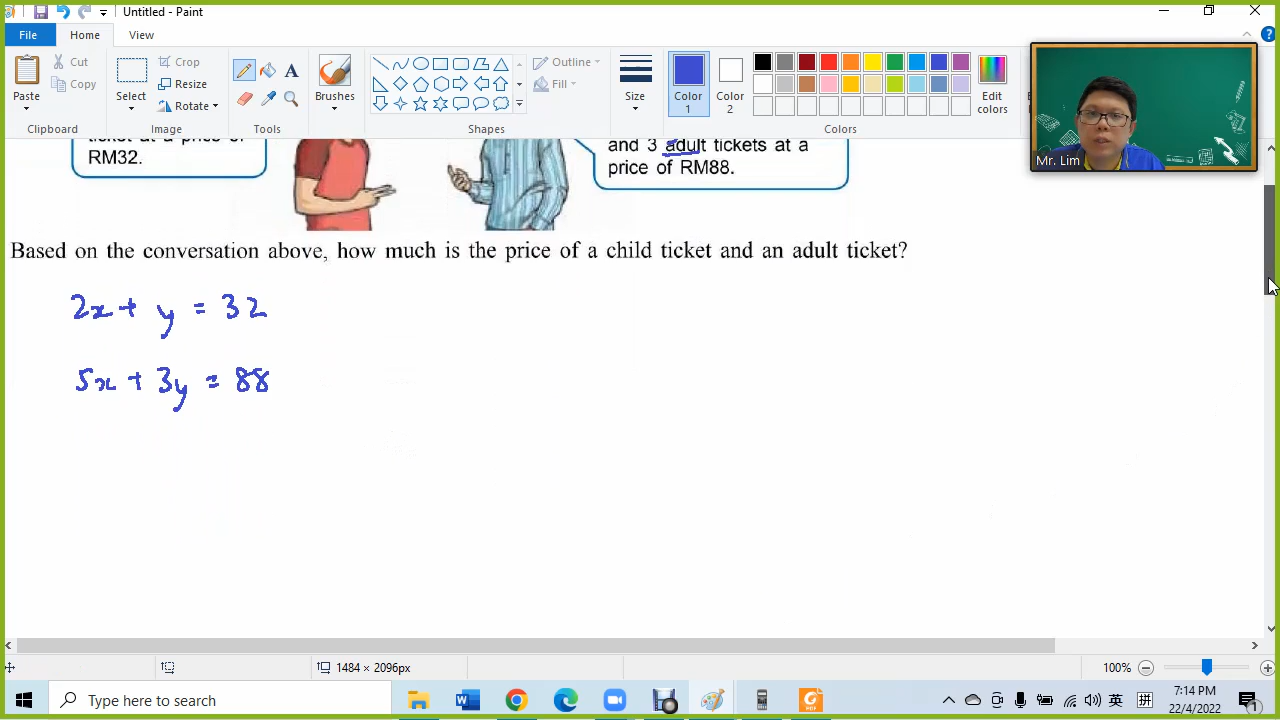 Untitled - Paint
File
Home
View
Paste
Cut
Copy
Clipboard
Select
Crop
Resize
Rotate
Image
A
Tools
Brushes
Outline
Fill
Shapes
Size
Color 1
Color 2
Edit colors
Colors
Mr. Lim
RM32.
and 3 adult tickets at a
price of RM88.
Based on the conversation above, how much is the price of a child ticket and an adult ticket?
2x + y = 32
5x + 3y = 88
1484 × 2096px
100%
Type here to search
英
拼
7:14 PM
22/4/2022
1